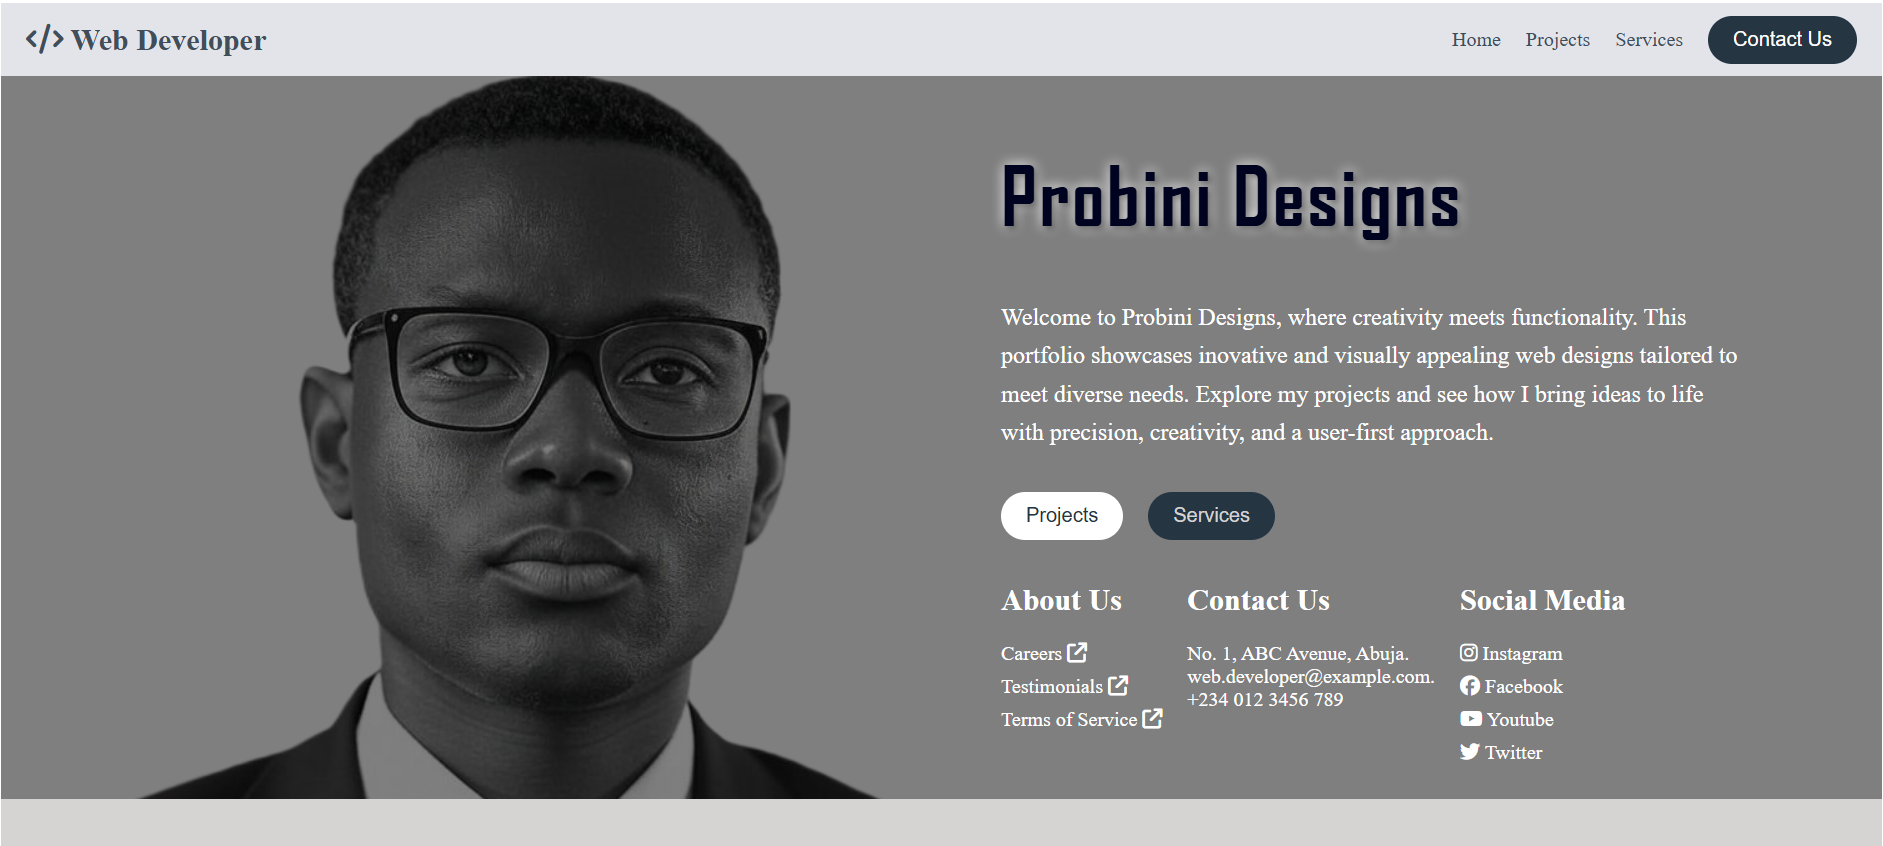 </> Web Developer
Home Projects Services Contact Us
Probini Designs
Welcome to Probini Designs, where creativity meets functionality. This
portfolio showcases inovative and visually appealing web designs tailored to
meet diverse needs. Explore my projects and see how I bring ideas to life
with precision, creativity, and a user-first approach.
Projects Services
About Us
Careers
Testimonials
Terms of Service
Contact Us
No. 1, ABC Avenue, Abuja.
web.developer@example.com.
+234 012 3456 789
Social Media
Instagram
Facebook
Youtube
Twitter